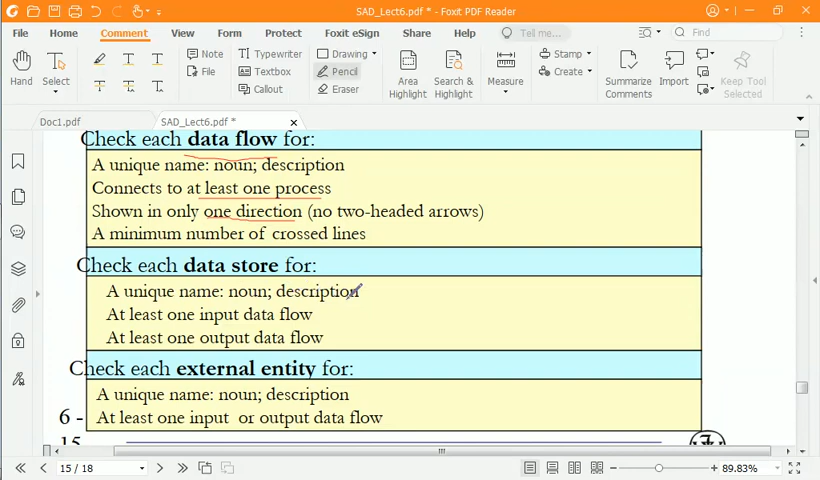 SAD_Lect6.pdf * - Foxit PDF Reader
File Home Comment View Form Protect Foxit eSign Share Help Tell me... Find
Hand
Select
Note
File
Typewriter
Textbox
Callout
Drawing
Pencil
Eraser
Area Highlight
Search & Highlight
Measure
Stamp
Create
Summarize Comments
Import
Keep Tool Selected
Doc1.pdf
SAD_Lect6.pdf *
Check each data flow for:
A unique name: noun; description
Connects to at least one process
Shown in only one direction (no two-headed arrows)
A minimum number of crossed lines
Check each data store for:
A unique name: noun; description
At least one input data flow
At least one output data flow
Check each external entity for:
A unique name: noun; description
At least one input or output data flow
6 -
15
15 / 18
89.83%